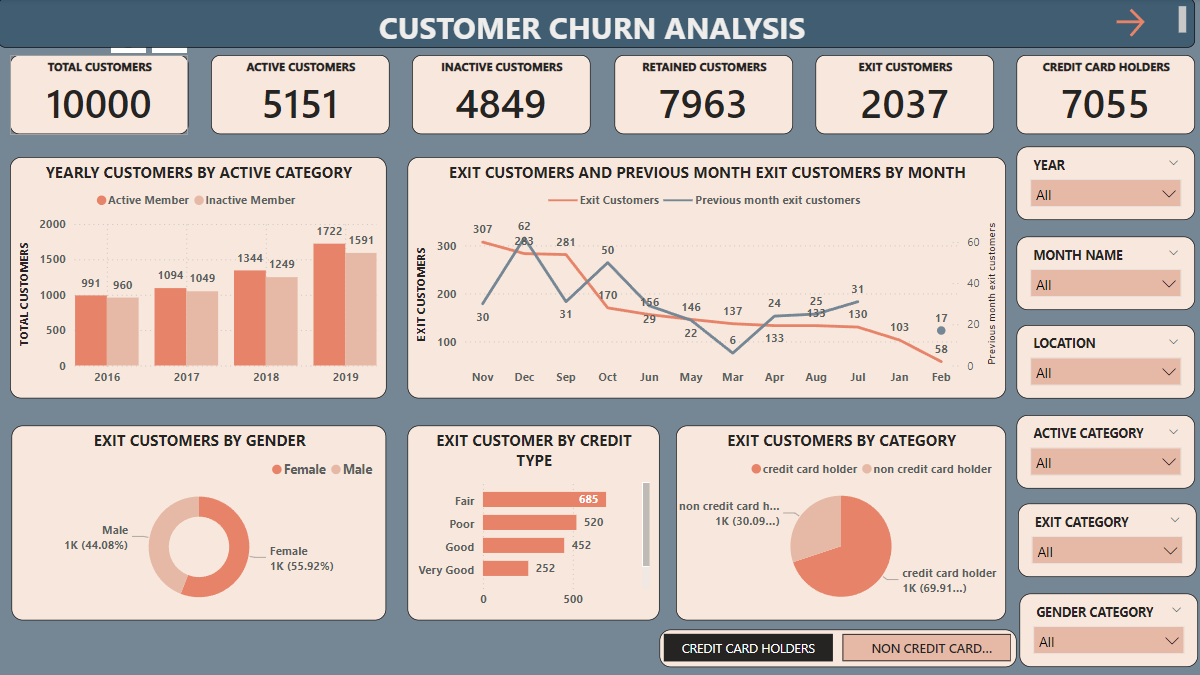 CUSTOMER CHURN ANALYSIS
TOTAL CUSTOMERS
10000
ACTIVE CUSTOMERS
5151
INACTIVE CUSTOMERS
4849
RETAINED CUSTOMERS
7963
EXIT CUSTOMERS
2037
CREDIT CARD HOLDERS
7055
YEARLY CUSTOMERS BY ACTIVE CATEGORY
Active Member Inactive Member
TOTAL CUSTOMERS
2000
1500
1000
500
0
991 960 1094 1049 1344 1249 1722 1591
2016 2017 2018 2019
EXIT CUSTOMERS AND PREVIOUS MONTH EXIT CUSTOMERS BY MONTH
Exit Customers Previous month exit customers
EXIT CUSTOMERS
300
200
100
307 283 281 170 156 146 137 133 133 130 103 58
30 62 31 50 29 22 6 24 25 31 17
Nov Dec Sep Oct Jun May Mar Apr Aug Jul Jan Feb
60
40
20
0
Previous month exit customers
YEAR
All
MONTH NAME
All
LOCATION
All
ACTIVE CATEGORY
All
EXIT CATEGORY
All
GENDER CATEGORY
All
EXIT CUSTOMERS BY GENDER
Female Male
Male
1K (44.08%)
Female
1K (55.92%)
EXIT CUSTOMER BY CREDIT
TYPE
Fair 685
Poor 520
Good 452
Very Good 252
0 500
EXIT CUSTOMERS BY CATEGORY
credit card holder non credit card holder
non credit card h...
1K (30.09...)
credit card holder
1K (69.91...)
CREDIT CARD HOLDERS
NON CREDIT CARD...